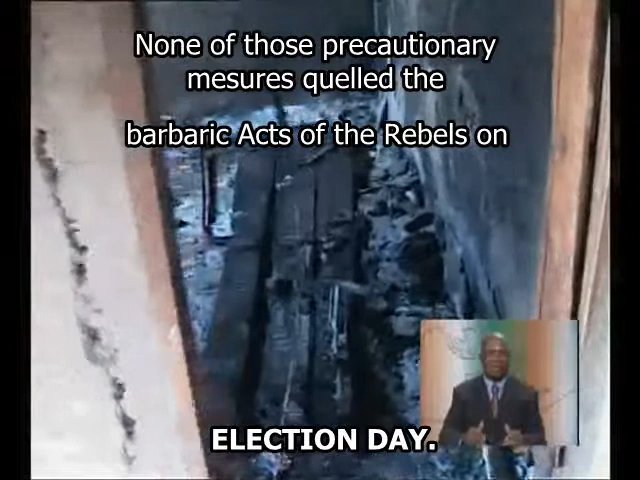 None of those precautionary
mesures quelled the
barbaric Acts of the Rebels on
ELECTION DAY.